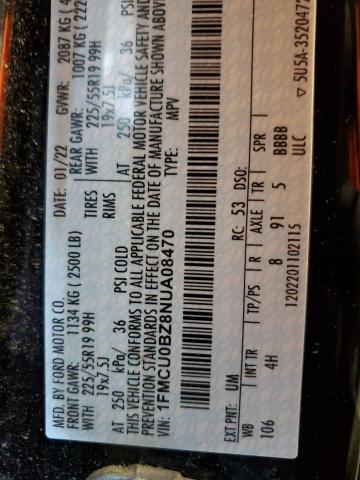 MFD. BY FORD MOTOR CO.
DATE: 01/22 GVWR: 2087 KG
FRONT GAWR: 1134 KG (2500 LB) REAR GAWR: 1007 KG (222
WITH 225/55R19 99H TIRES WITH 225/55R19 99H
19x7.5J RIMS 19x7.5J
AT 250 kPa/ 36 PSI COLD AT 250 kPa/ 36 PSI
THIS VEHICLE CONFORMS TO ALL APPLICABLE FEDERAL MOTOR VEHICLE SAFETY AND
PREVENTION STANDARDS IN EFFECT ON THE DATE OF MANUFACTURE SHOWN ABOVE
VIN: 1FMCU0BZ8NUA08470 TYPE: MPV
EXT PNT: UM RC: 53 DSO:
WB INT TR TP/PS R AXLE TR SPR
106 4H 8 91 5 BBBB
1202201102115 ULC
5U5A-3520472